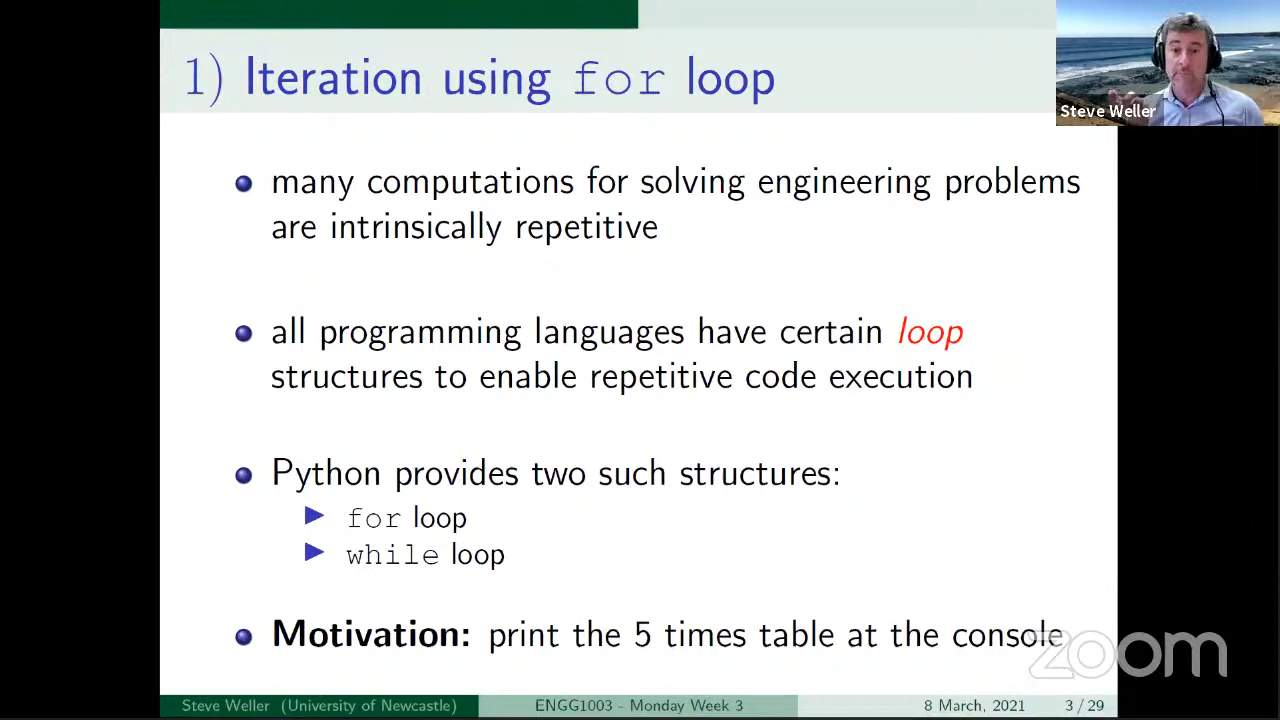 1) Iteration using for loop
Steve Weller
many computations for solving engineering problems
are intrinsically repetitive
all programming languages have certain loop
structures to enable repetitive code execution
Python provides two such structures:
for loop
while loop
Motivation: print the 5 times table at the console
zoom
Steve Weller (University of Newcastle) ENGG1003 - Monday Week 3 8 March, 2021 3 / 29